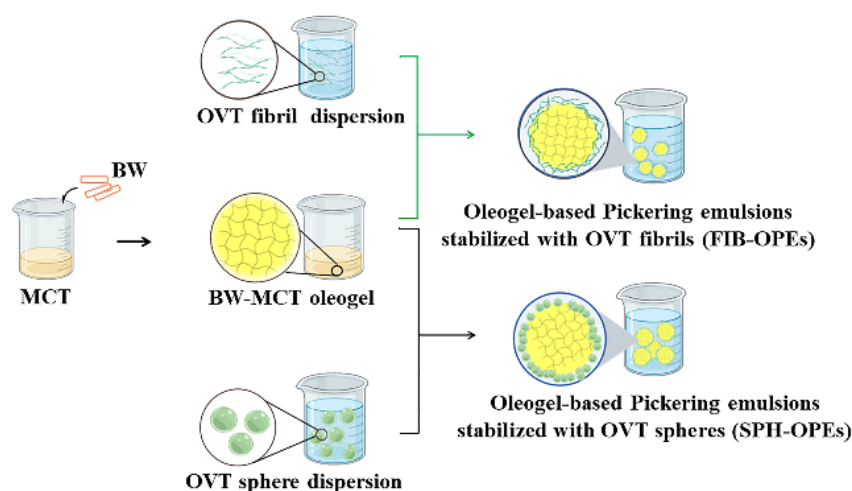 OVT fibril dispersion
BW
MCT
BW-MCT oleogel
OVT sphere dispersion
Oleogel-based Pickering emulsions
stabilized with OVT fibrils (FIB-OPEs)
Oleogel-based Pickering emulsions
stabilized with OVT spheres (SPH-OPEs)